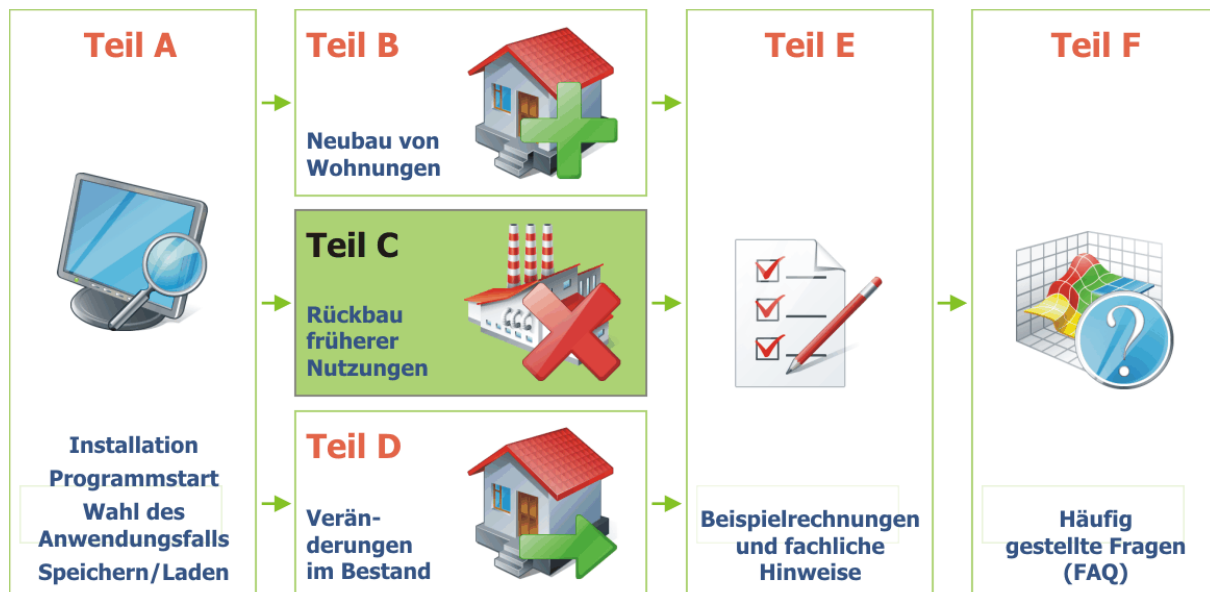 Teil A
Installation
Programmstart
Wahl des
Anwendungsfalls
Speichern/Laden
Teil B
Neubau von
Wohnungen
Teil C
Rückbau
früherer
Nutzungen
Teil D
Verän-
derungen
im Bestand
Teil E
Beispielrechnungen
und fachliche
Hinweise
Teil F
Häufig
gestellte Fragen
(FAQ)